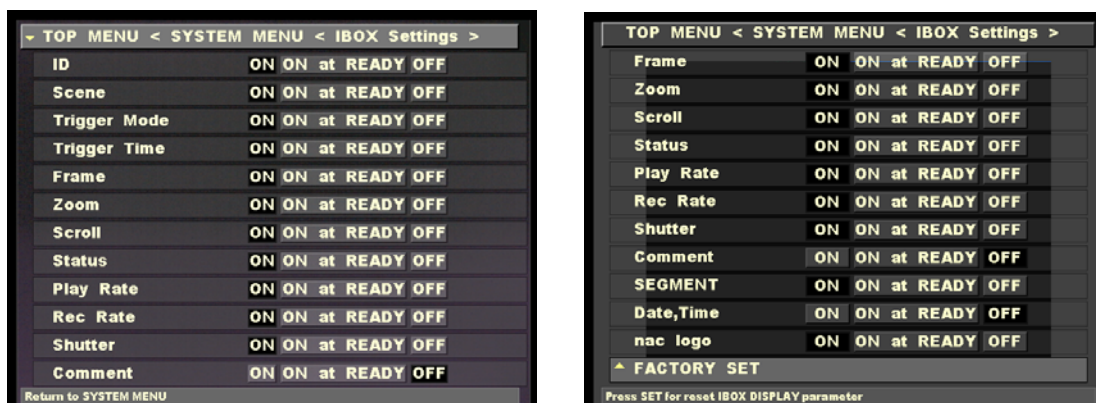 TOP MENU < SYSTEM MENU < IBOX Settings >
ID ON ON at READY OFF
Scene ON ON at READY OFF
Trigger Mode ON ON at READY OFF
Trigger Time ON ON at READY OFF
Frame ON ON at READY OFF
Zoom ON ON at READY OFF
Scroll ON ON at READY OFF
Status ON ON at READY OFF
Play Rate ON ON at READY OFF
Rec Rate ON ON at READY OFF
Shutter ON ON at READY OFF
Comment ON ON at READY OFF
Return to SYSTEM MENU
TOP MENU < SYSTEM MENU < IBOX Settings >
Frame ON ON at READY OFF
Zoom ON ON at READY OFF
Scroll ON ON at READY OFF
Status ON ON at READY OFF
Play Rate ON ON at READY OFF
Rec Rate ON ON at READY OFF
Shutter ON ON at READY OFF
Comment ON ON at READY OFF
SEGMENT ON ON at READY OFF
Date,Time ON ON at READY OFF
nac logo ON ON at READY OFF
FACTORY SET
Press SET for reset IBOX DISPLAY parameter